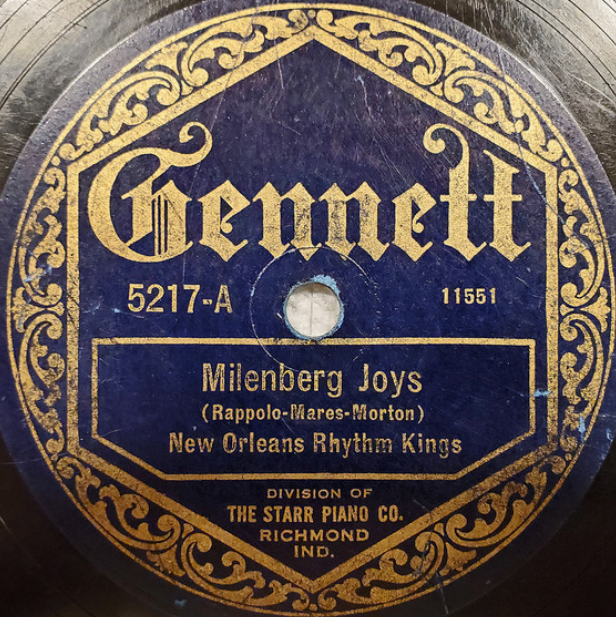 Gennett
5217-A 11551
Milenberg Joys
(Rappolo-Mares-Morton)
New Orleans Rhythm Kings
DIVISION OF
THE STARR PIANO CO.
RICHMOND
IND.